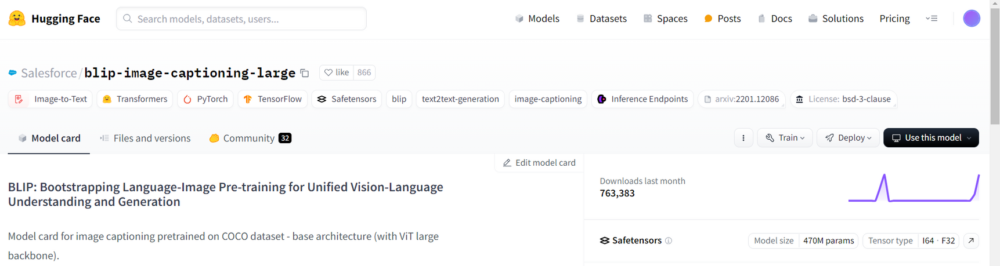 Hugging Face
Search models, datasets, users...
Models Datasets Spaces Posts Docs Solutions Pricing
Salesforce/blip-image-captioning-large like 866
Image-to-Text Transformers PyTorch TensorFlow Safetensors blip text2text-generation image-captioning Inference Endpoints arxiv:2201.12086 License: bsd-3-clause
Model card Files and versions Community 32 Train Deploy Use this model
Edit model card
BLIP: Bootstrapping Language-Image Pre-training for Unified Vision-Language
Understanding and Generation
Model card for image captioning pretrained on COCO dataset - base architecture (with ViT large
backbone).
Downloads last month
763,383
Safetensors Model size 470M params Tensor type I64 · F32